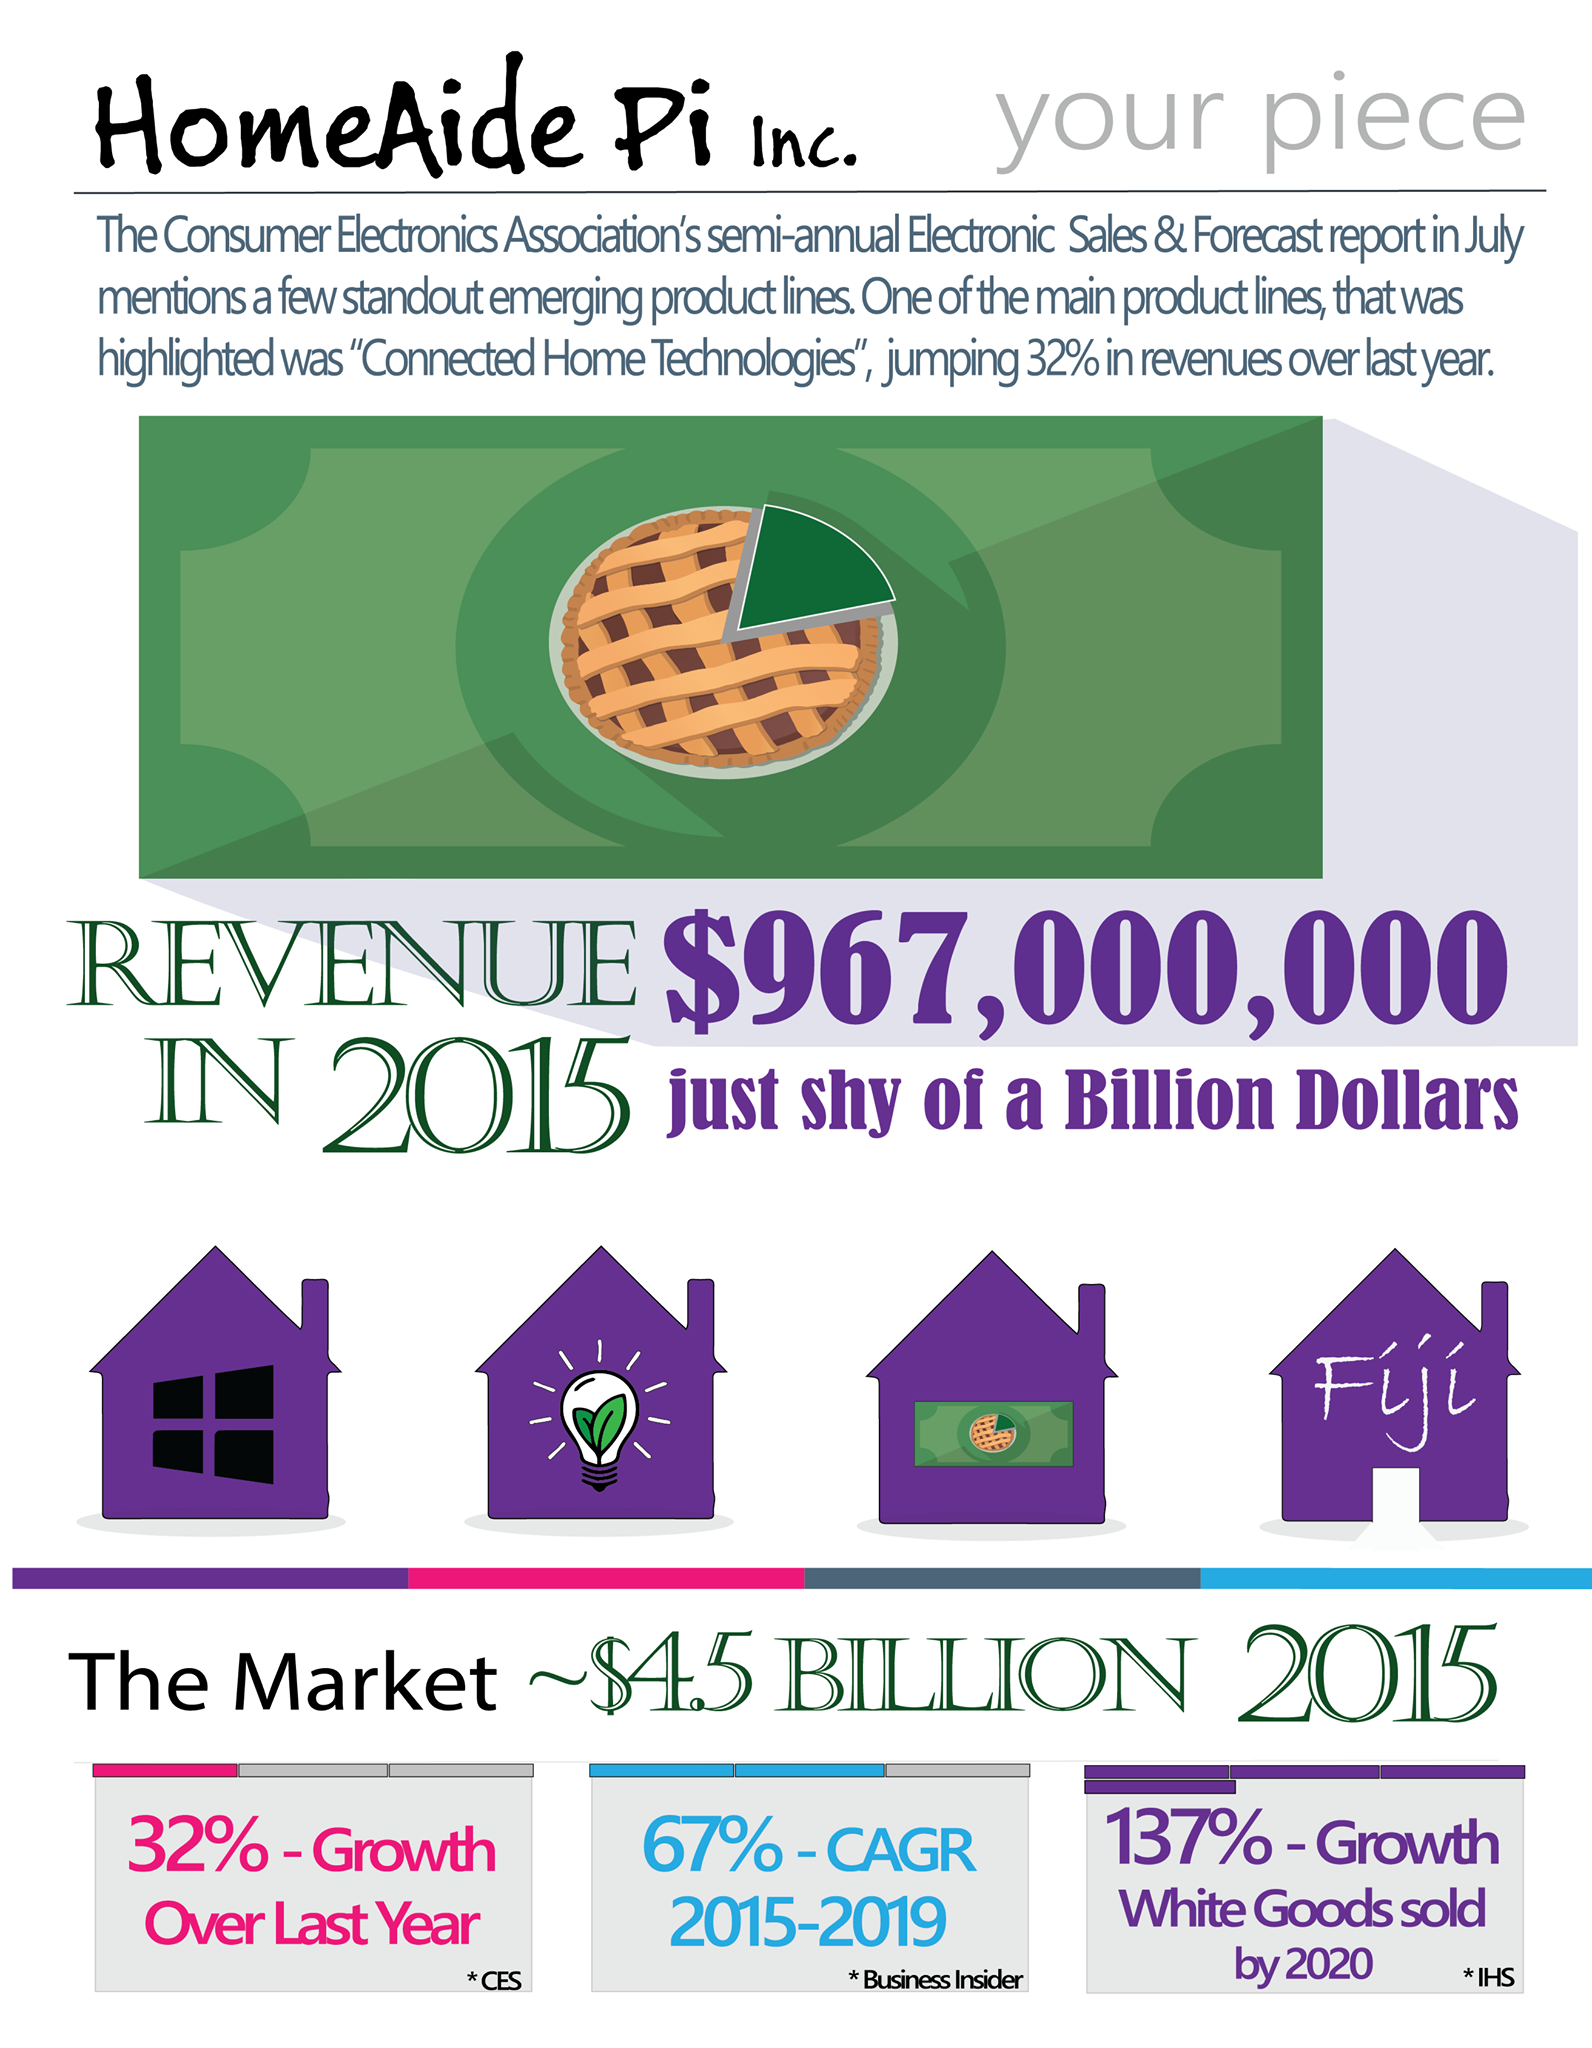 HomeAide Pi Inc.
your piece
The Consumer Electronics Association's semi-annual Electronic Sales & Forecast report in July
mentions a few standout emerging product lines. One of the main product lines, that was
highlighted was "Connected Home Technologies", jumping 32% in revenues over last year.
REVENUE
IN 2015
$967,000,000
just shy of a Billion Dollars
Fiji
The Market ~$4.5 BILLION 2015
32% - Growth
Over Last Year
* CES
67% - CAGR
2015-2019
* Business Insider
137% - Growth
White Goods sold
by 2020
* IHS